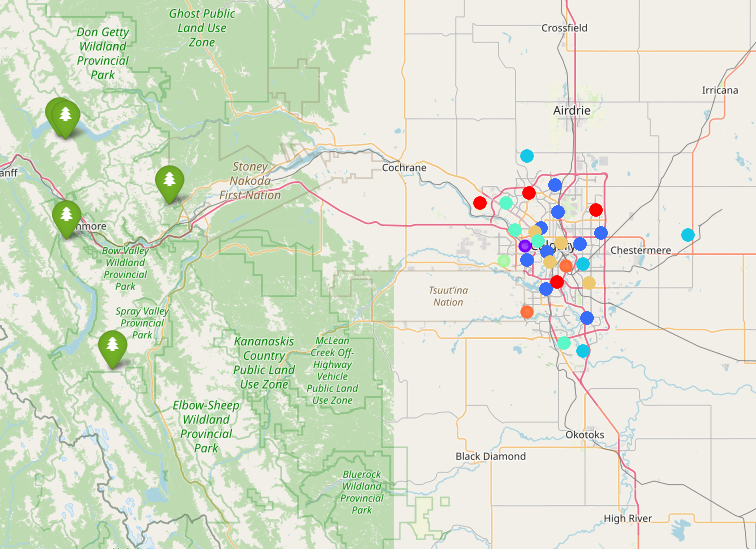 Ghost Public
Land Use
Zone
Don Getty
Wildland
Provincial
Park
Crossfield
Irricana
Airdrie
Cochrane
Stoney
Nakoda
First-Nation
anff
nmore
Bow Valley
Wildland
Provincial
Park
Chestermere
Tsuut'ina
Nation
Spray Valley
Provincial
Park
Kananaskis
Country
Public Land
Use Zone
McLean
Creek Off-
Highway
Vehicle
Public Land
Use Zone
Elbow-Sheep
Wildland
Provincial
Park
Okotoks
Black Diamond
Bluerock
Wildland
Provincial
Park
High River